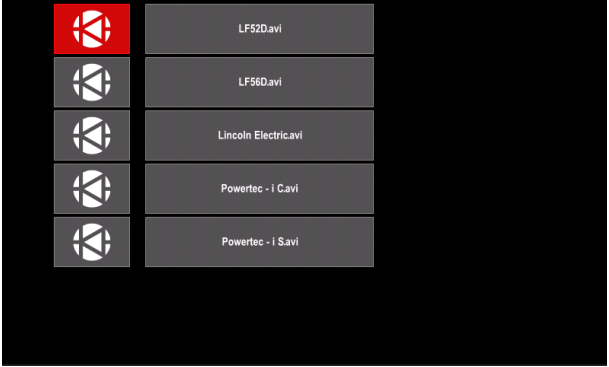 LF52D.avi
LF56D.avi
Lincoln Electric.avi
Powertec - i C.avi
Powertec - i S.avi